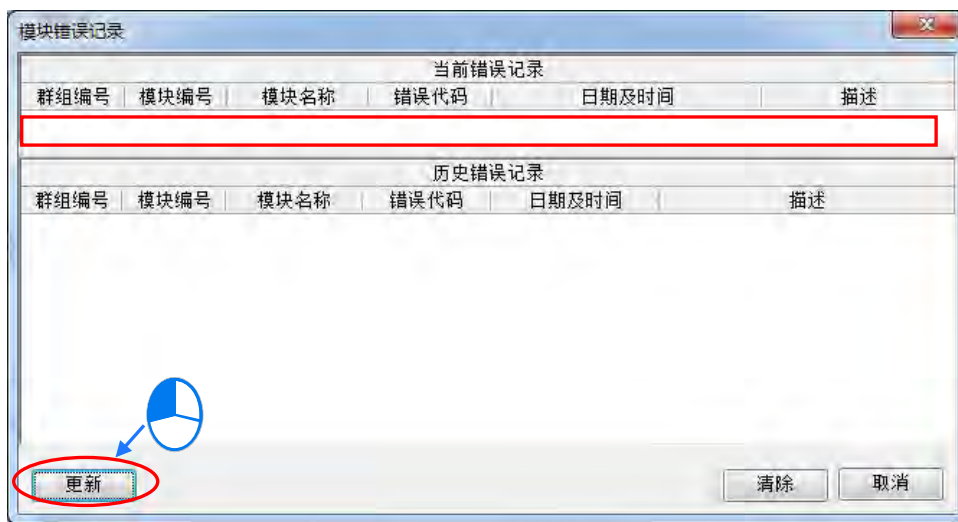 模块错误记录
当前错误记录
群组编号 模块编号 模块名称 错误代码 日期及时间 描述
历史错误记录
群组编号 模块编号 模块名称 错误代码 日期及时间 描述
更新 清除 取消